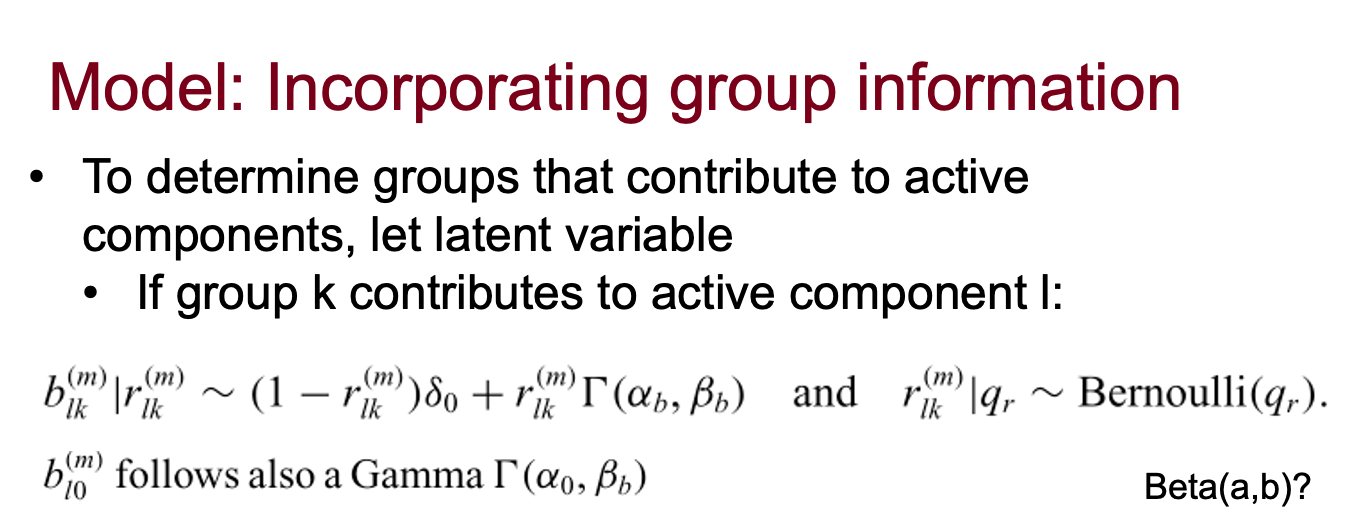 Model: Incorporating group information
• To determine groups that contribute to active
components, let latent variable
• If group k contributes to active component l:
b_{lk}^{(m)}|r_{lk}^{(m)} ∼ (1 − r_{lk}^{(m)})δ_0 + r_{lk}^{(m)}Γ(α_b, β_b) and r_{lk}^{(m)}|q_r ∼ Bernoulli(q_r).
b_{l0}^{(m)} follows also a Gamma Γ(α_0, β_b)
Beta(a,b)?